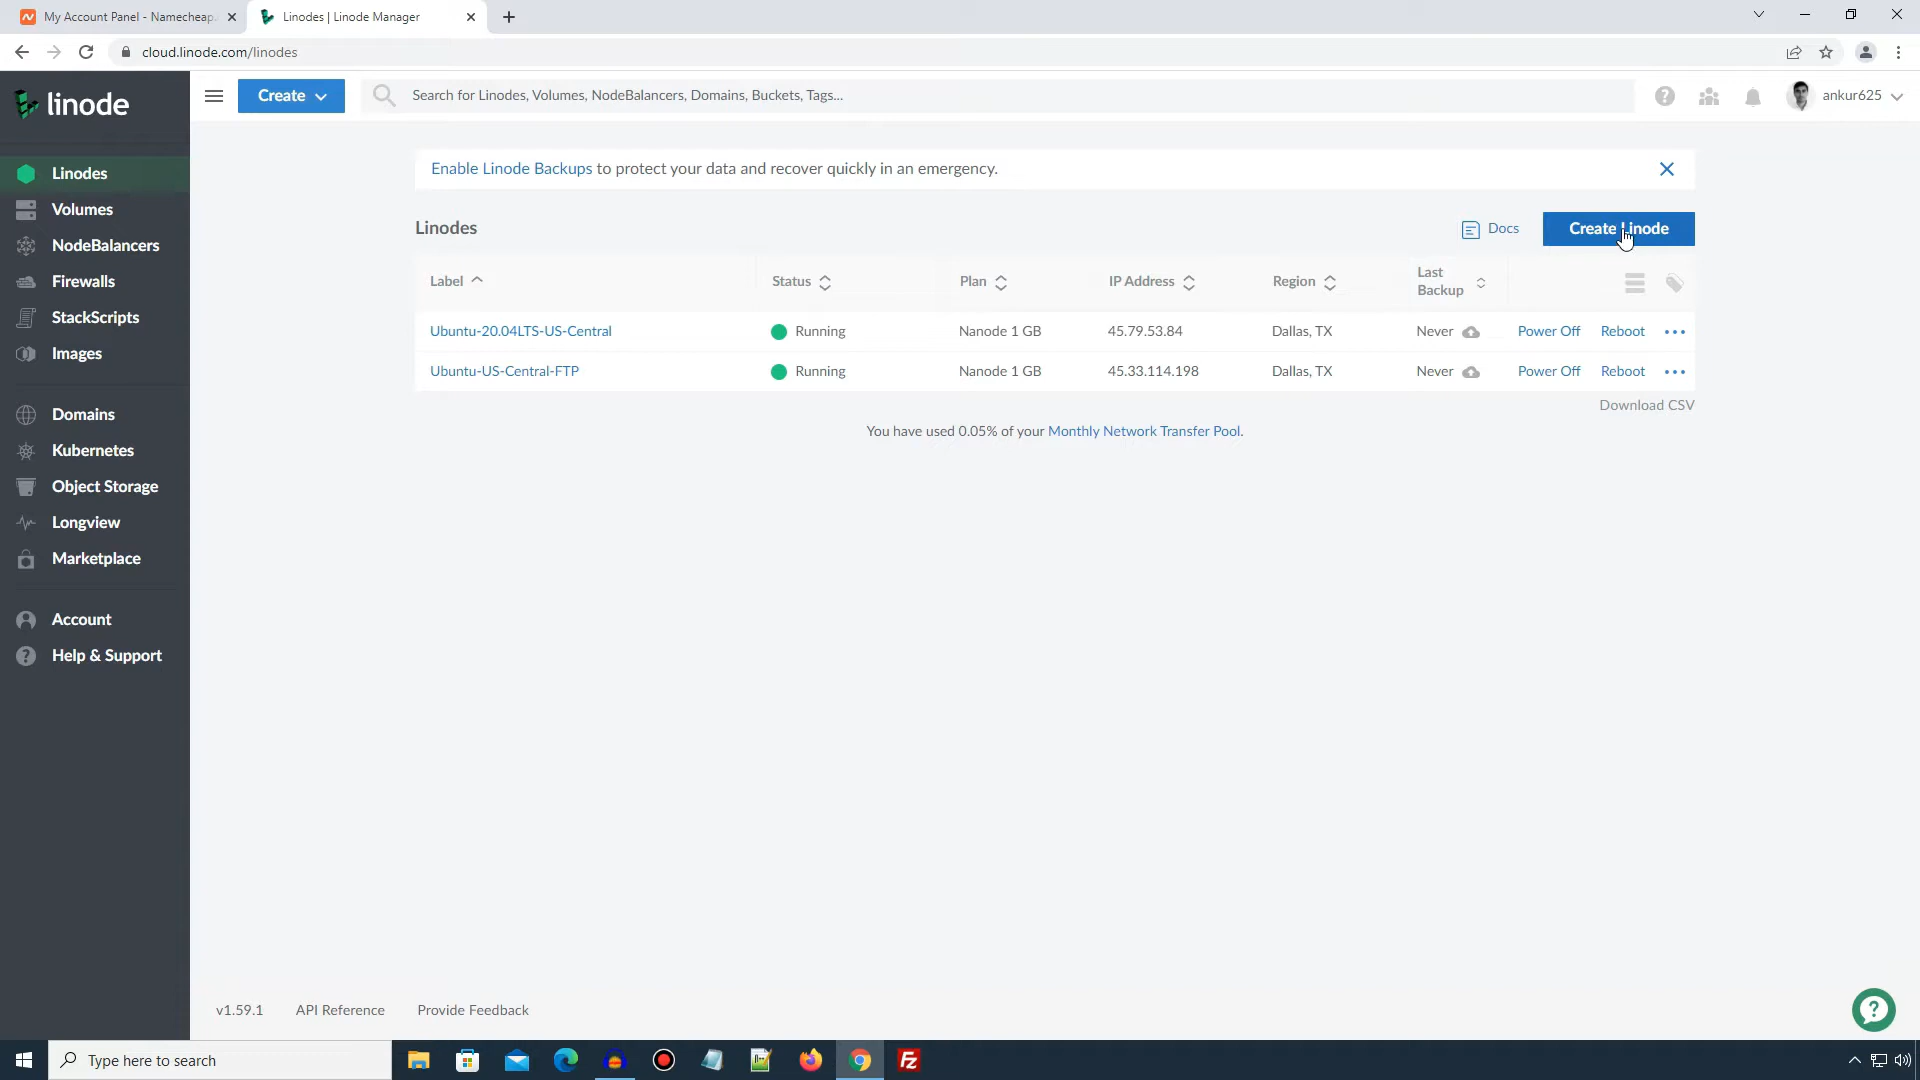 My Account Panel - Namecheap.
Linodes | Linode Manager
cloud.linode.com/linodes
linode
Create
Search for Linodes, Volumes, NodeBalancers, Domains, Buckets, Tags...
ankur625
Linodes
Volumes
NodeBalancers
Firewalls
StackScripts
Images
Domains
Kubernetes
Object Storage
Longview
Marketplace
Account
Help & Support
Enable Linode Backups to protect your data and recover quickly in an emergency.
Linodes
Docs
Create Linode
Label Status Plan IP Address Region Last Backup
Ubuntu-20.04LTS-US-Central Running Nanode 1 GB 45.79.53.84 Dallas, TX Never Power Off Reboot
Ubuntu-US-Central-FTP Running Nanode 1 GB 45.33.114.198 Dallas, TX Never Power Off Reboot
Download CSV
You have used 0.05% of your Monthly Network Transfer Pool.
v1.59.1 API Reference Provide Feedback
Type here to search